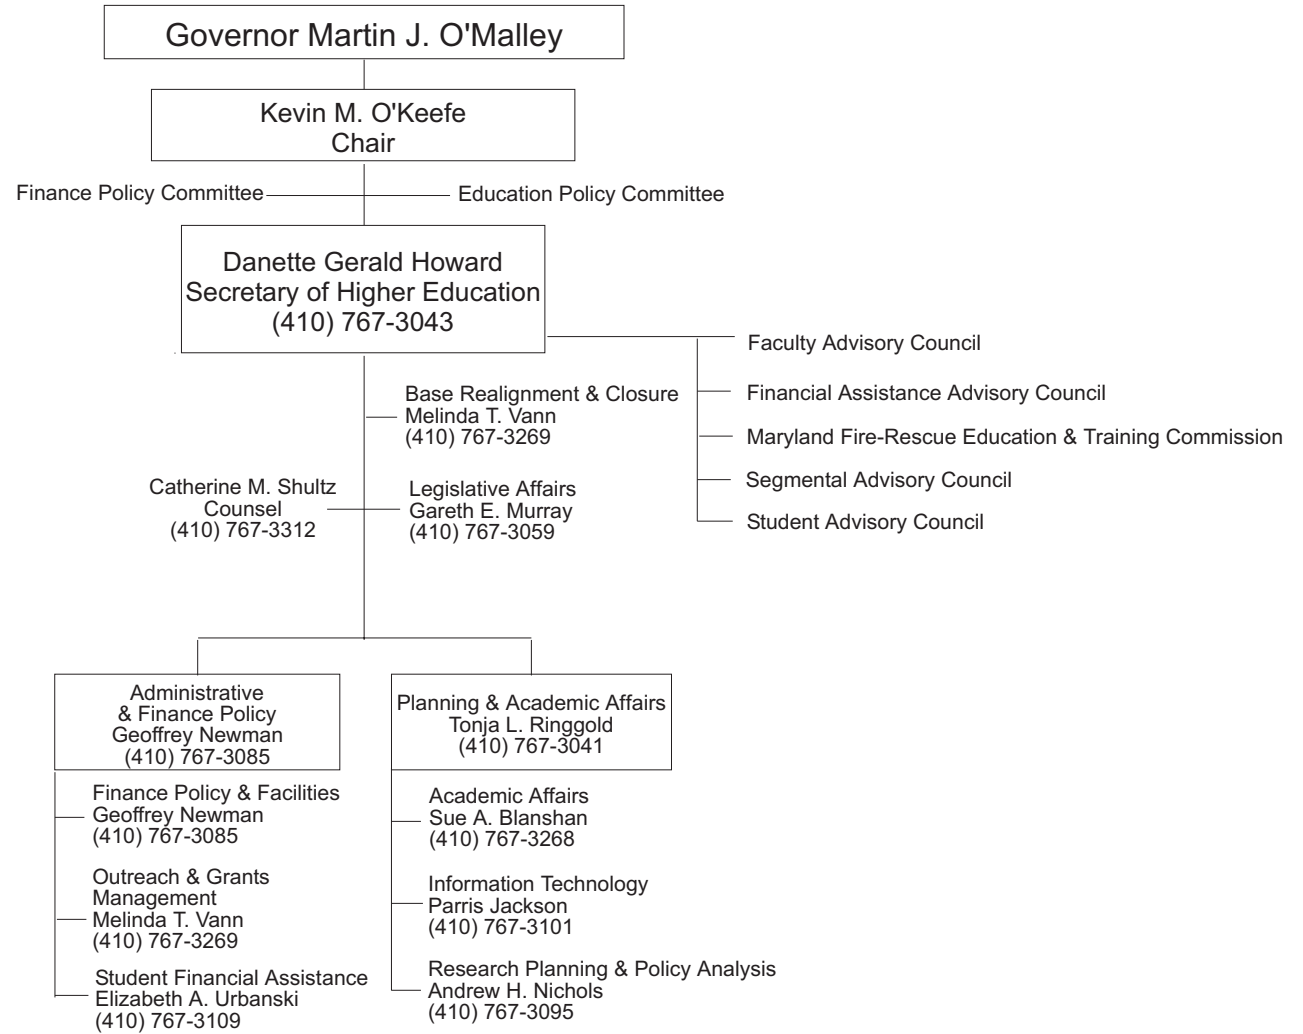 Governor Martin J. O'Malley
Kevin M. O'Keefe
Chair
Finance Policy Committee
Education Policy Committee
Danette Gerald Howard
Secretary of Higher Education
(410) 767-3043
Faculty Advisory Council
Financial Assistance Advisory Council
Maryland Fire-Rescue Education & Training Commission
Segmental Advisory Council
Student Advisory Council
Base Realignment & Closure
Melinda T. Vann
(410) 767-3269
Catherine M. Shultz
Counsel
(410) 767-3312
Legislative Affairs
Gareth E. Murray
(410) 767-3059
Administrative
& Finance Policy
Geoffrey Newman
(410) 767-3085
Finance Policy & Facilities
Geoffrey Newman
(410) 767-3085
Outreach & Grants
Management
Melinda T. Vann
(410) 767-3269
Student Financial Assistance
Elizabeth A. Urbanski
(410) 767-3109
Planning & Academic Affairs
Tonja L. Ringgold
(410) 767-3041
Academic Affairs
Sue A. Blanshan
(410) 767-3268
Information Technology
Parris Jackson
(410) 767-3101
Research Planning & Policy Analysis
Andrew H. Nichols
(410) 767-3095